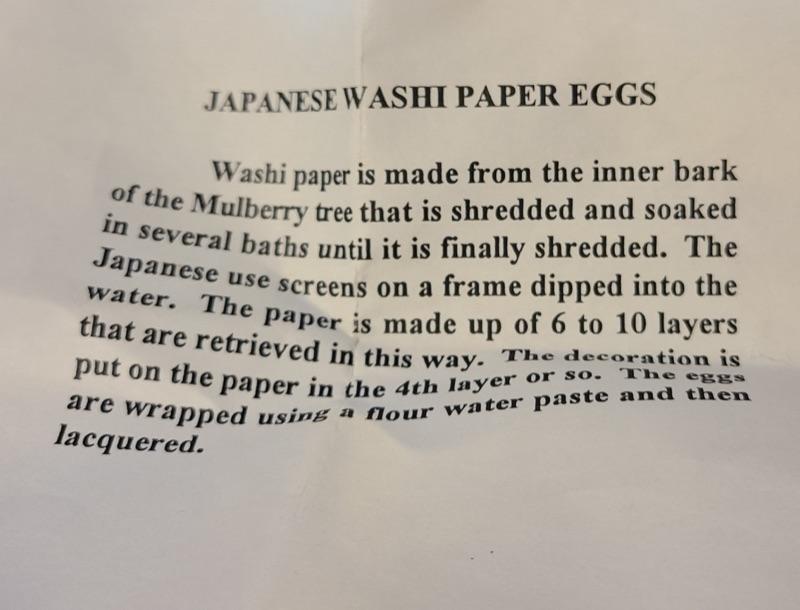 JAPANESE WASHI PAPER EGGS
Washi paper is made from the inner bark
of the Mulberry tree that is shredded and soaked
in several baths until it is finally shredded. The
Japanese use screens on a frame dipped into the
water. The paper is made up of 6 to 10 layers
that are retrieved in this way. The decoration is
put on the paper in the 4th layer or so. The eggs
are wrapped using a flour water paste and then
lacquered.